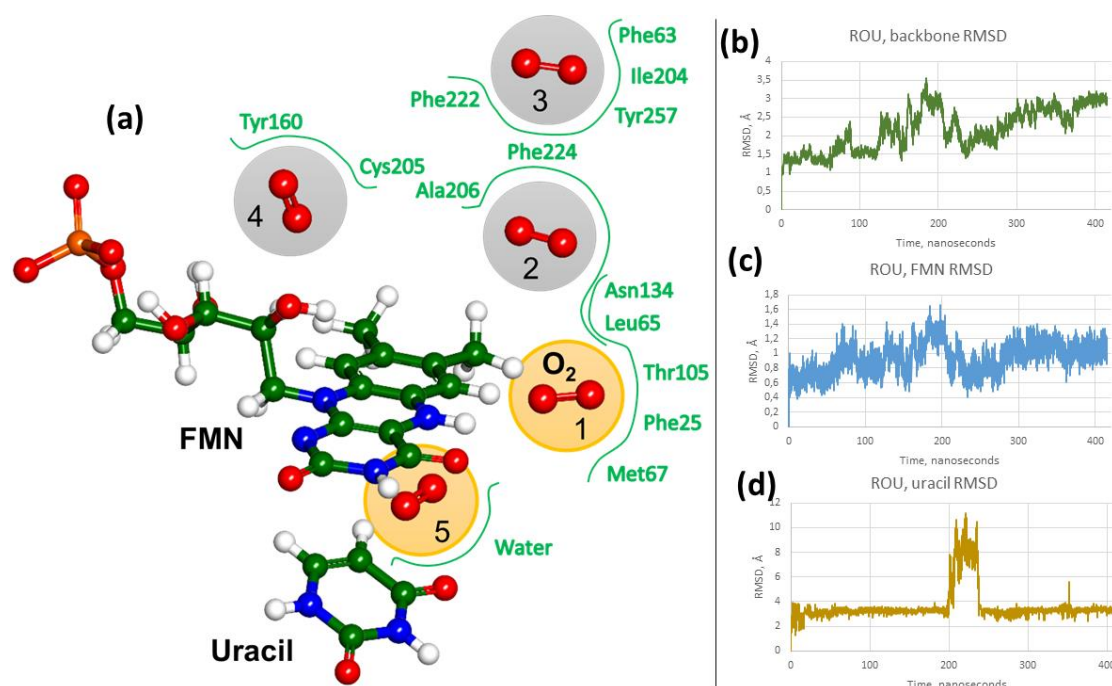 (a)
Phe63
Ile204
Tyr257
Phe222
3
Tyr160
Cys205
4
Phe224
Ala206
2
Asn134
Leu65
O2
1
Thr105
Phe25
Met67
FMN
5
Water
Uracil
(b)
ROU, backbone RMSD
RMSD, Å
4
3,5
3
2,5
2
1,5
1
0,5
0
0 100 200 300 400
Time, nanoseconds
(c)
ROU, FMN RMSD
RMSD, Å
1,8
1,6
1,4
1,2
1
0,8
0,6
0,4
0,2
0
0 100 200 300 400
Time, nanoseconds
(d)
ROU, uracil RMSD
RMSD, Å
12
10
8
6
4
2
0
0 100 200 300 400
Time, nanoseconds